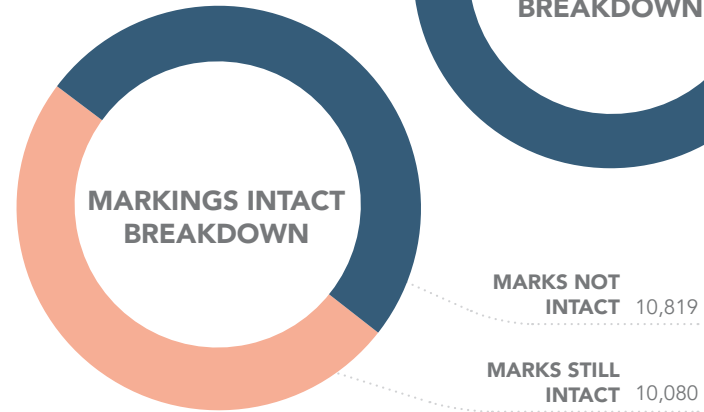 BREAKDOWN
MARKINGS INTACT
BREAKDOWN
MARKS NOT
INTACT 10,819
MARKS STILL
INTACT 10,080